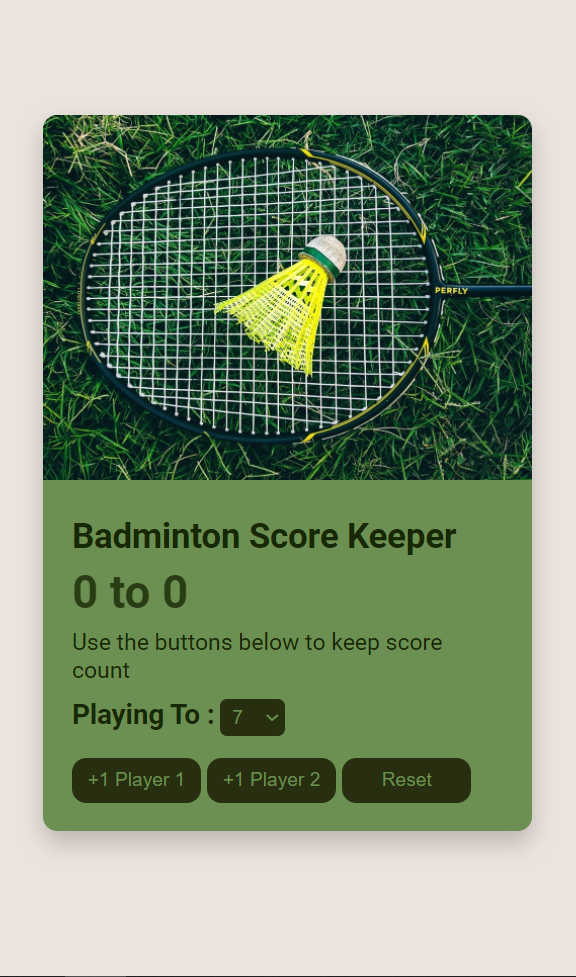 PERFLY
Badminton Score Keeper
0 to 0
Use the buttons below to keep score
count
Playing To : 7
+1 Player 1 +1 Player 2 Reset